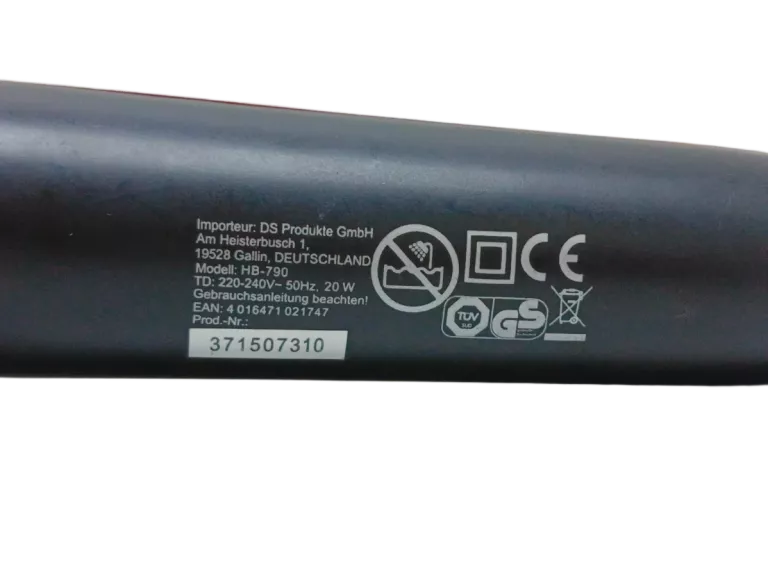 Importeur: DS Produkte GmbH
Am Heisterbusch 1,
19528 Gallin, DEUTSCHLAND
Modell: HB-790
TD: 220-240V~ 50Hz, 20 W
Gebrauchsanleitung beachten!
EAN: 4 016471 021747
Prod.-Nr.:
371507310
CE
TÜV
SÜD
GS